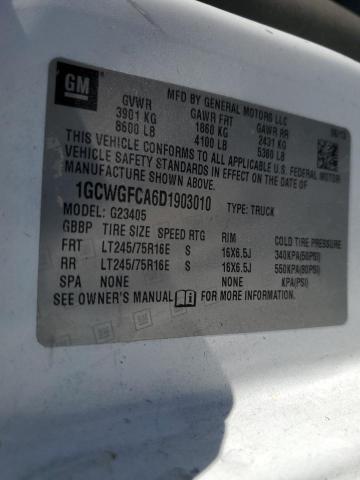 GM
MFD BY GENERAL MOTORS LLC
06/13
GVWR GAWR FRT GAWR RR
3901 KG 1860 KG 2431 KG
8600 LB 4100 LB 5360 LB
THIS VEHICLE CONFORMS TO ALL APPLICABLE U.S. FEDERAL MOTOR
VEHICLE SAFETY STANDARDS IN EFFECT ON THE DATE OF
MANUFACTURE SHOWN ABOVE.
1GCWGFCA6D1903010 TYPE: TRUCK
MODEL: G23405
GBBP TIRE SIZE SPEED RTG RIM COLD TIRE PRESSURE
FRT LT245/75R16E S 16X6.5J 340KPA(50PSI)
RR LT245/75R16E S 16X6.5J 550KPA(80PSI)
SPA NONE NONE KPA(PSI)
SEE OWNER'S MANUAL FOR MORE INFORMATION.